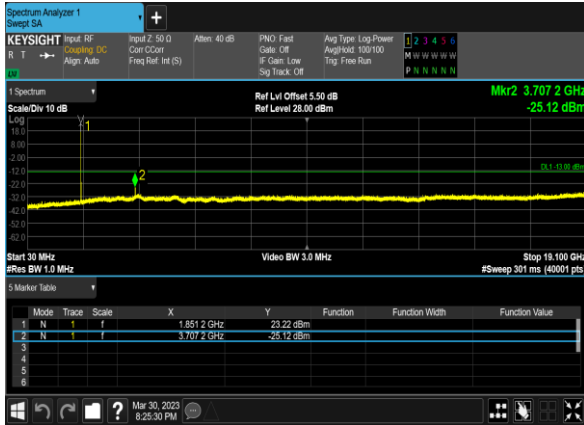 Spectrum Analyzer 1
Swept SA
+
KEYSIGHT Input: RF Input Z: 50 Ω Atten: 40 dB PNO: Fast Avg Type: Log-Power 1 2 3 4 5 6
R T Coupling: DC Corr CCorr Gate: Off Avg|Hold: 100/100 M W W W W W
Align: Auto Freq Ref: Int (S) IF Gain: Low Trig: Free Run
LXI Sig Track: Off P N N N N N
1 Spectrum Ref Lvl Offset 5.50 dB Mkr2 3.707 2 GHz
Scale/Div 10 dB Ref Level 28.00 dBm -25.12 dBm
Log
18.0 1
8.00
-2.00
-12.0 DL1 -13.00 dBm
-22.0 2
-32.0
-42.0
-52.0
-62.0
Start 30 MHz Video BW 3.0 MHz Stop 19.100 GHz
#Res BW 1.0 MHz #Sweep 301 ms (40001 pts
5 Marker Table
Mode Trace Scale X Y Function Function Width Function Value
1 N 1 f 1.851 2 GHz 23.22 dBm
2 N 1 f 3.707 2 GHz -25.12 dBm
3
4
5
6
? Mar 30, 2023
8:25:30 PM